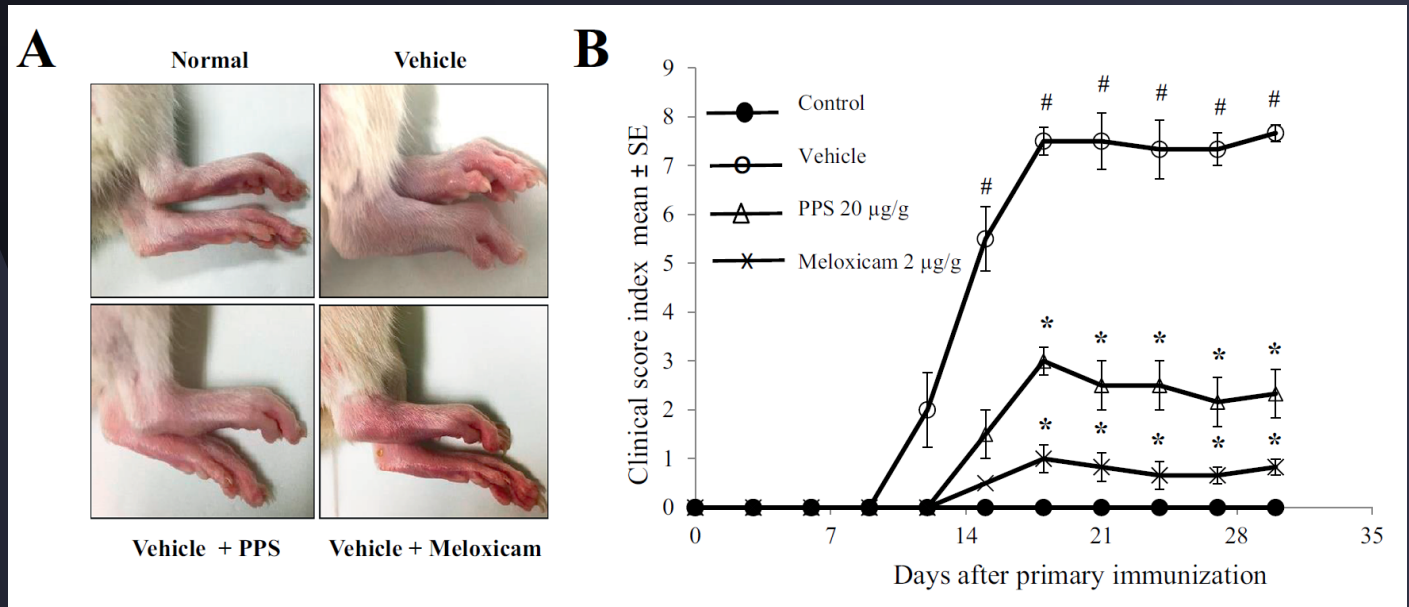 A
Normal
Vehicle
Vehicle + PPS
Vehicle + Meloxicam
B
Clinical score index mean ± SE
9
8
7
6
5
4
3
2
1
0
Control
Vehicle
PPS 20 µg/g
Meloxicam 2 µg/g
# # # # # #
* * * * *
* * * * *
0 7 14 21 28 35
Days after primary immunization